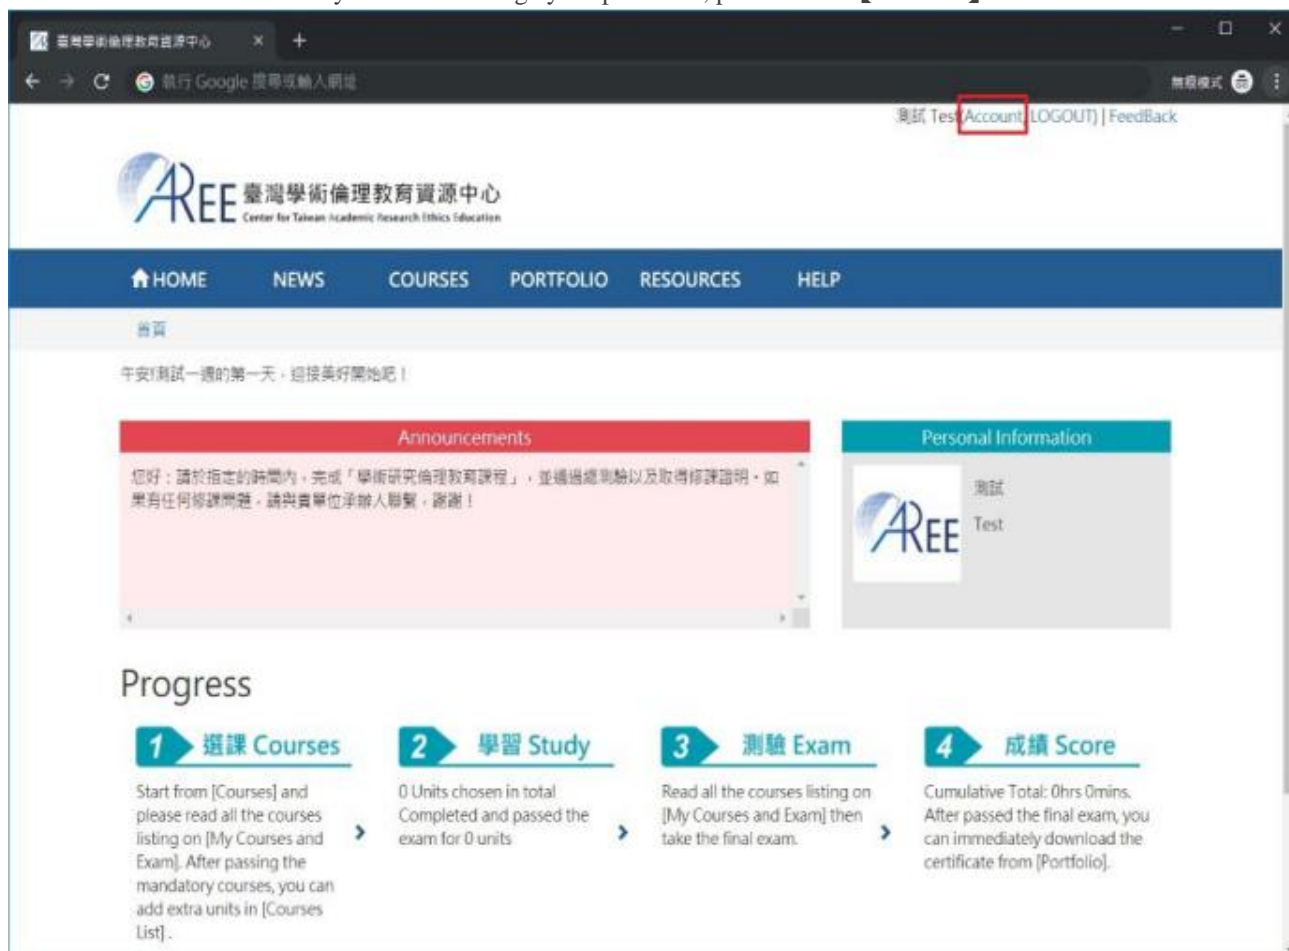 臺灣學術倫理教育資源中心
執行 Google 搜尋或輸入網址
無痕模式
測試 Test(Account, LOGOUT) | FeedBack
AREE 臺灣學術倫理教育資源中心
Center for Taiwan Academic Research Ethics Education
HOME NEWS COURSES PORTFOLIO RESOURCES HELP
首頁
午安!測試一週的第一天，迎接美好開始吧！
Announcements
您好：請於指定的時間內，完成「學術研究倫理教育課程」，並通過總測驗以及取得修課證明。如
果有任何修課問題，請與貴單位承辦人聯繫，謝謝！
Personal Information
AREE
測試
Test
Progress
1 選課 Courses
Start from [Courses] and
please read all the courses
listing on [My Courses and
Exam]. After passing the
mandatory courses, you can
add extra units in [Courses
List] .
2 學習 Study
0 Units chosen in total
Completed and passed the
exam for 0 units
3 測驗 Exam
Read all the courses listing on
[My Courses and Exam] then
take the final exam.
4 成績 Score
Cumulative Total: 0hrs 0mins.
After passed the final exam, you
can immediately download the
certificate from [Portfolio].